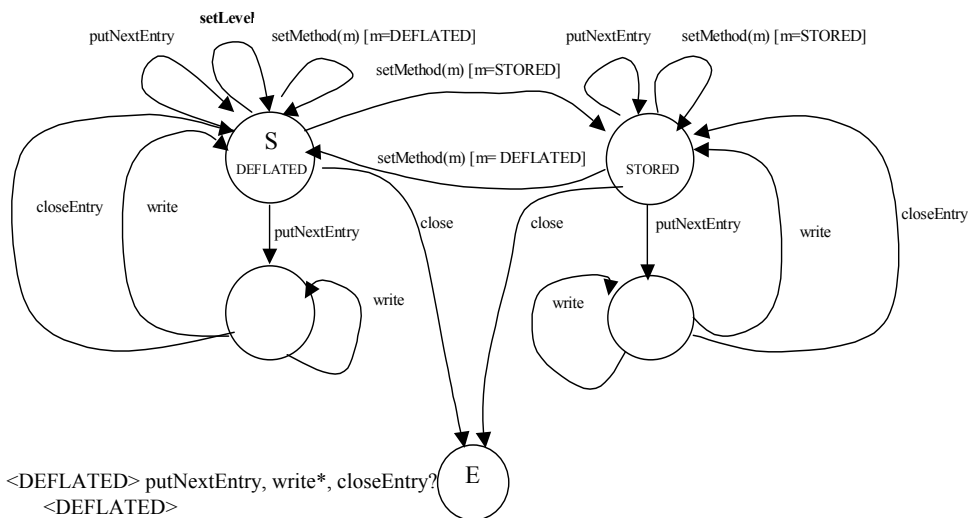 setLevel
putNextEntry
setMethod(m) [m=DEFLATED]
putNextEntry
setMethod(m) [m=STORED]
setMethod(m) [m=STORED]
S
DEFLATED
setMethod(m) [m= DEFLATED]
STORED
closeEntry
write
close
close
closeEntry
putNextEntry
putNextEntry
write
write
write
E
<DEFLATED> putNextEntry, write*, closeEntry?
<DEFLATED>